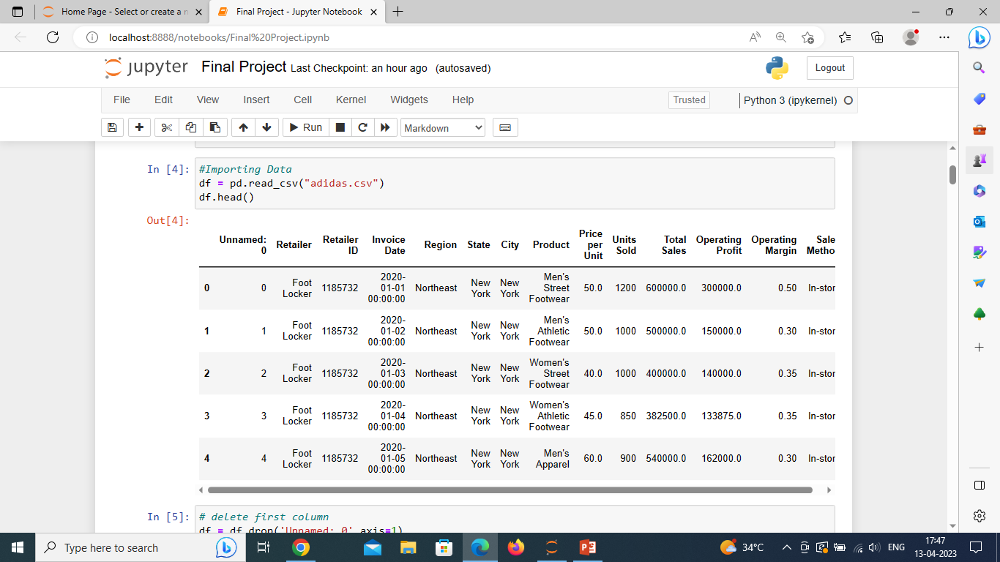 Home Page - Select or create a n
Final Project - Jupyter Notebook
localhost:8888/notebooks/Final%20Project.ipynb
jupyter Final Project Last Checkpoint: an hour ago (autosaved)
Logout
File Edit View Insert Cell Kernel Widgets Help
Trusted
Python 3 (ipykernel)
Run
Markdown
In [4]: #Importing Data
df = pd.read_csv("adidas.csv")
df.head()
Out[4]:
Unnamed: 0 Retailer Retailer ID Invoice Date Region State City Product Price per Unit Units Sold Total Sales Operating Profit Operating Margin Sale Metho
0 0 Foot Locker 1185732 2020-01-01 00:00:00 Northeast New York New York Men's Street Footwear 50.0 1200 600000.0 300000.0 0.50 In-stor
1 1 Foot Locker 1185732 2020-01-02 00:00:00 Northeast New York New York Men's Athletic Footwear 50.0 1000 500000.0 150000.0 0.30 In-stor
2 2 Foot Locker 1185732 2020-01-03 00:00:00 Northeast New York New York Women's Street Footwear 40.0 1000 400000.0 140000.0 0.35 In-stor
3 3 Foot Locker 1185732 2020-01-04 00:00:00 Northeast New York New York Women's Athletic Footwear 45.0 850 382500.0 133875.0 0.35 In-stor
4 4 Foot Locker 1185732 2020-01-05 00:00:00 Northeast New York New York Men's Apparel 60.0 900 540000.0 162000.0 0.30 In-stor
In [5]: # delete first column
df = df.drop('Unnamed: 0',axis=1)
Type here to search
34°C
ENG
17:47
13-04-2023